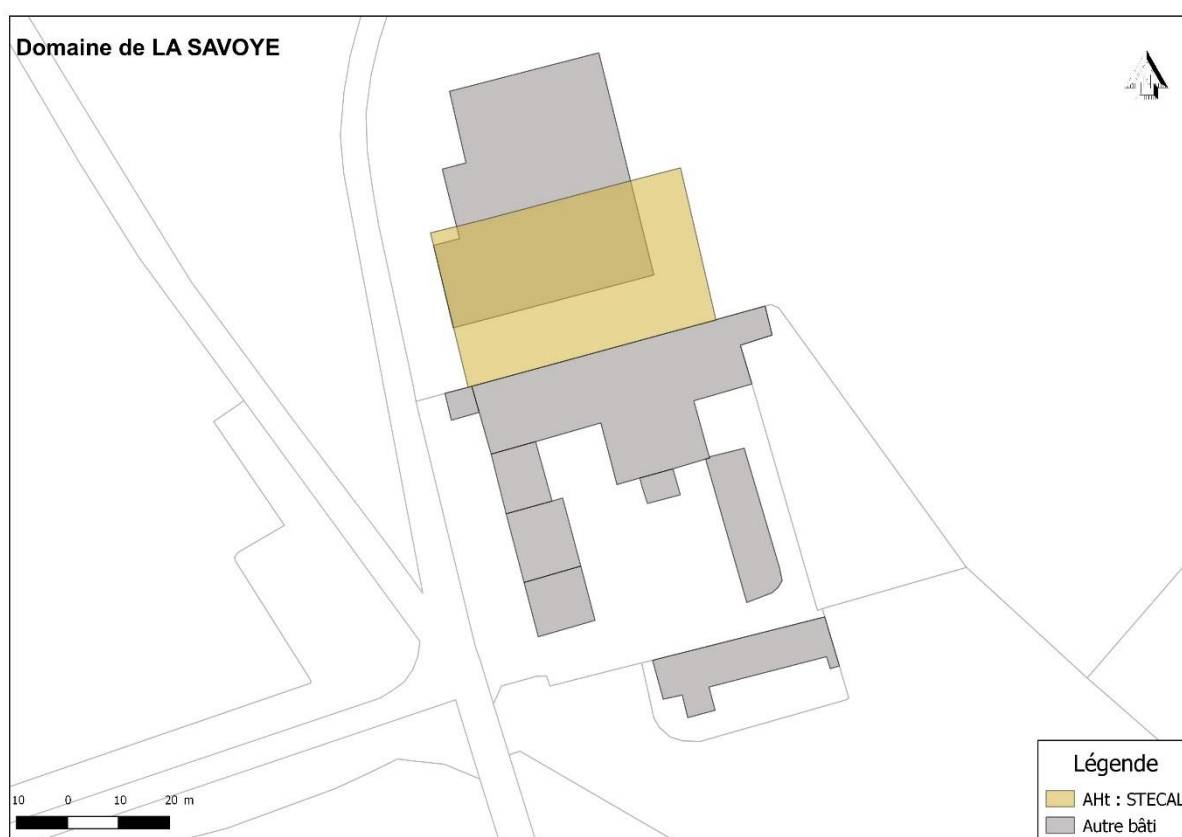 Domaine de LA SAVOYE
10 0 10 20 m
Légende
AHt : STECAL
Autre bâti